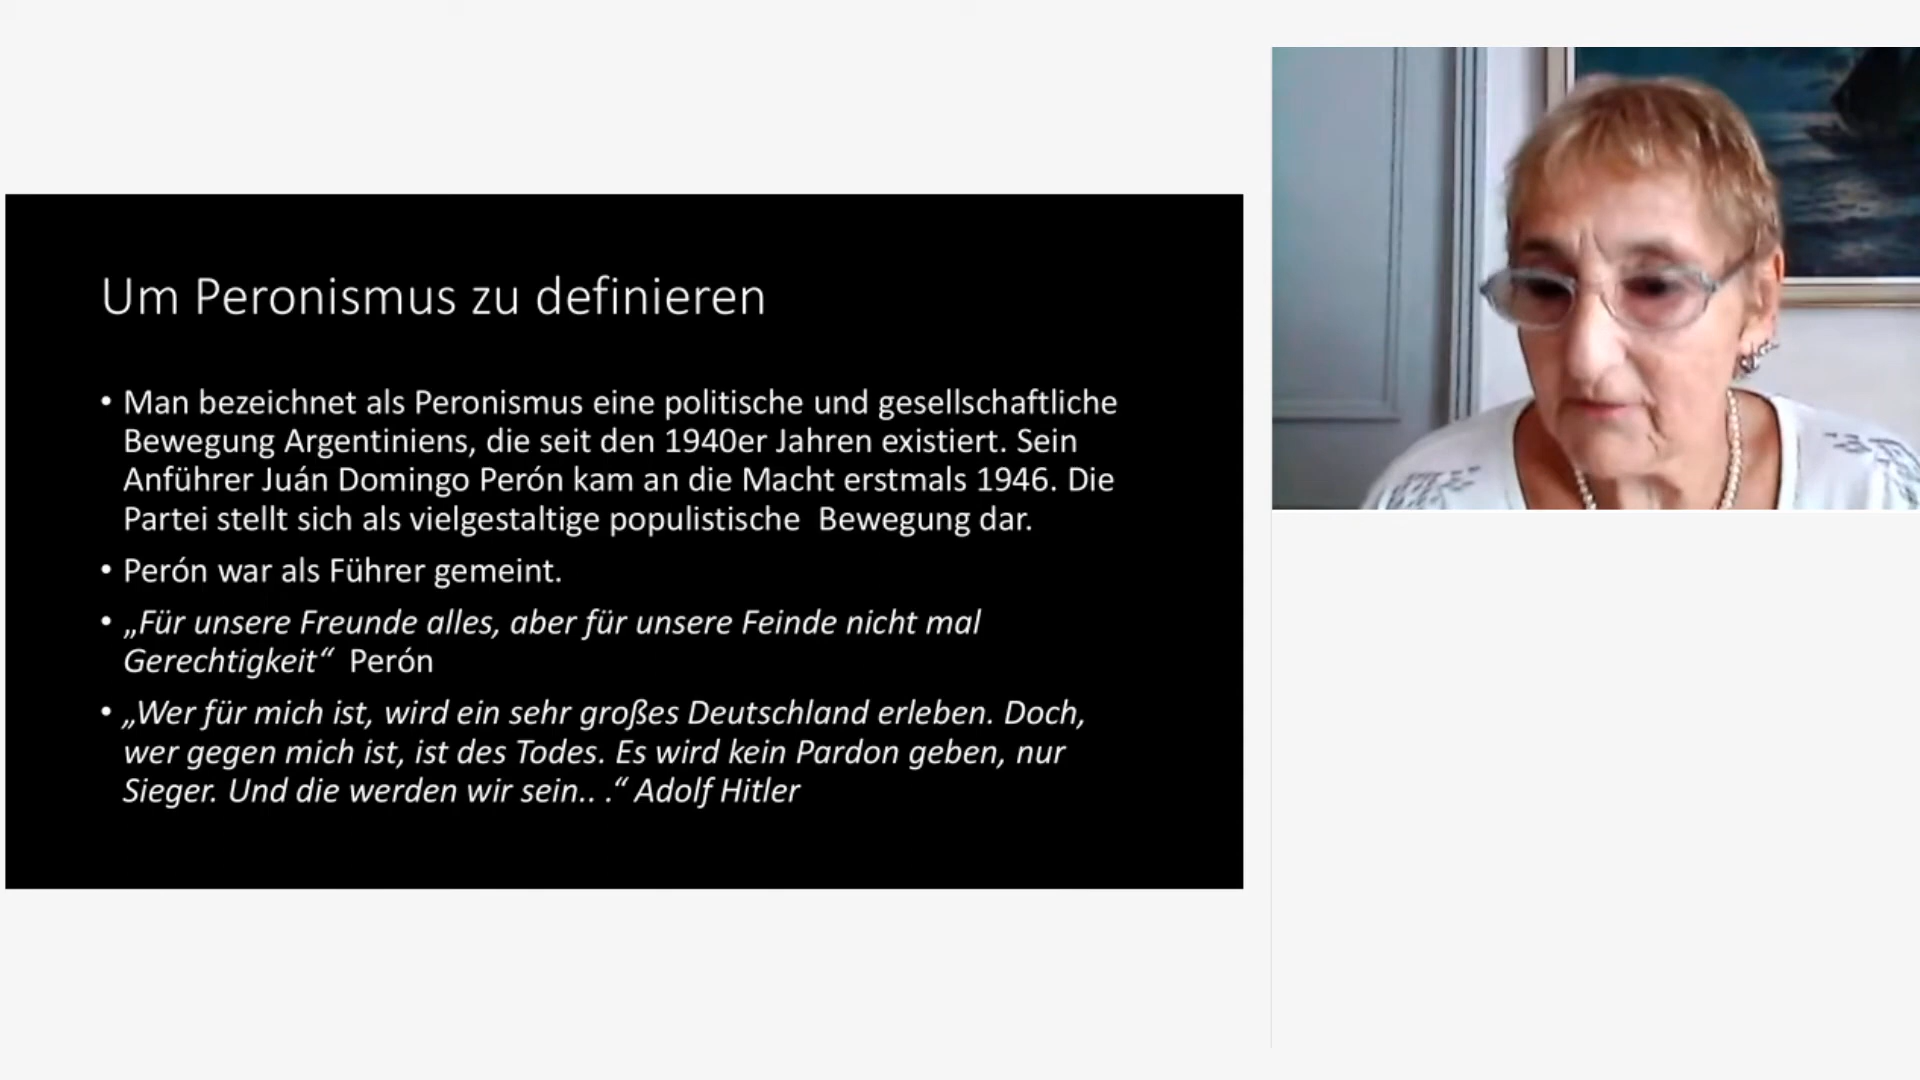 Um Peronismus zu definieren
• Man bezeichnet als Peronismus eine politische und gesellschaftliche
Bewegung Argentiniens, die seit den 1940er Jahren existiert. Sein
Anführer Juán Domingo Perón kam an die Macht erstmals 1946. Die
Partei stellt sich als vielgestaltige populistische  Bewegung dar.
• Perón war als Führer gemeint.
• „Für unsere Freunde alles, aber für unsere Feinde nicht mal
Gerechtigkeit“  Perón
• „Wer für mich ist, wird ein sehr großes Deutschland erleben. Doch,
wer gegen mich ist, ist des Todes. Es wird kein Pardon geben, nur
Sieger. Und die werden wir sein.. .“ Adolf Hitler